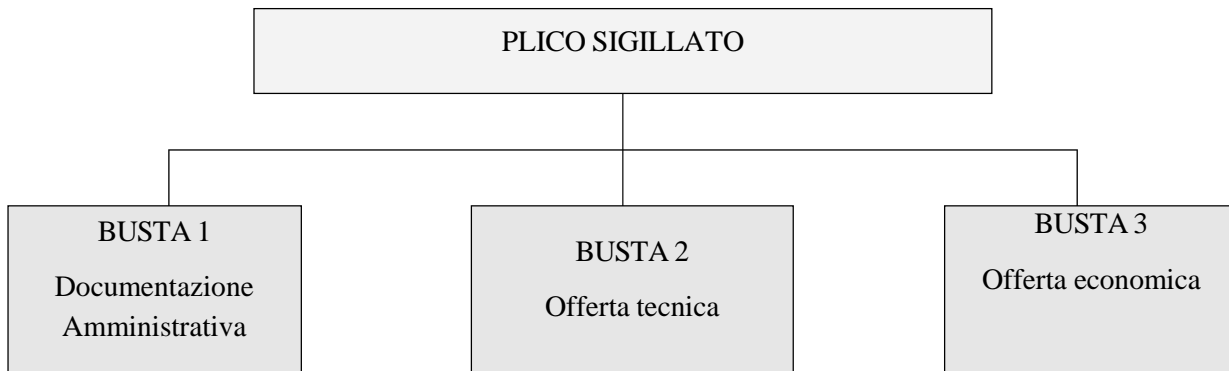 PLICO SIGILLATO
BUSTA 1
Documentazione
Amministrativa
BUSTA 2
Offerta tecnica
BUSTA 3
Offerta economica